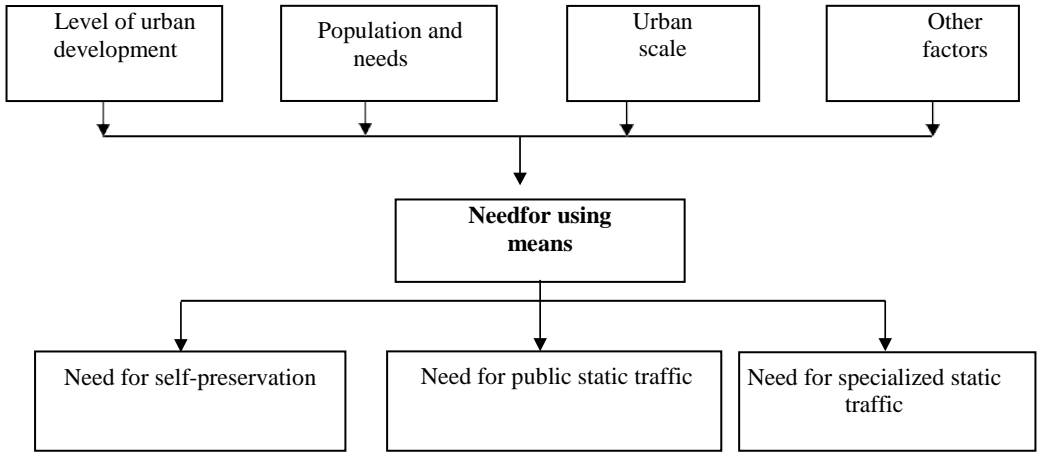 Level of urban
development
Population and
needs
Urban
scale
Other
factors
Needfor using
means
Need for self-preservation
Need for public static traffic
Need for specialized static
traffic